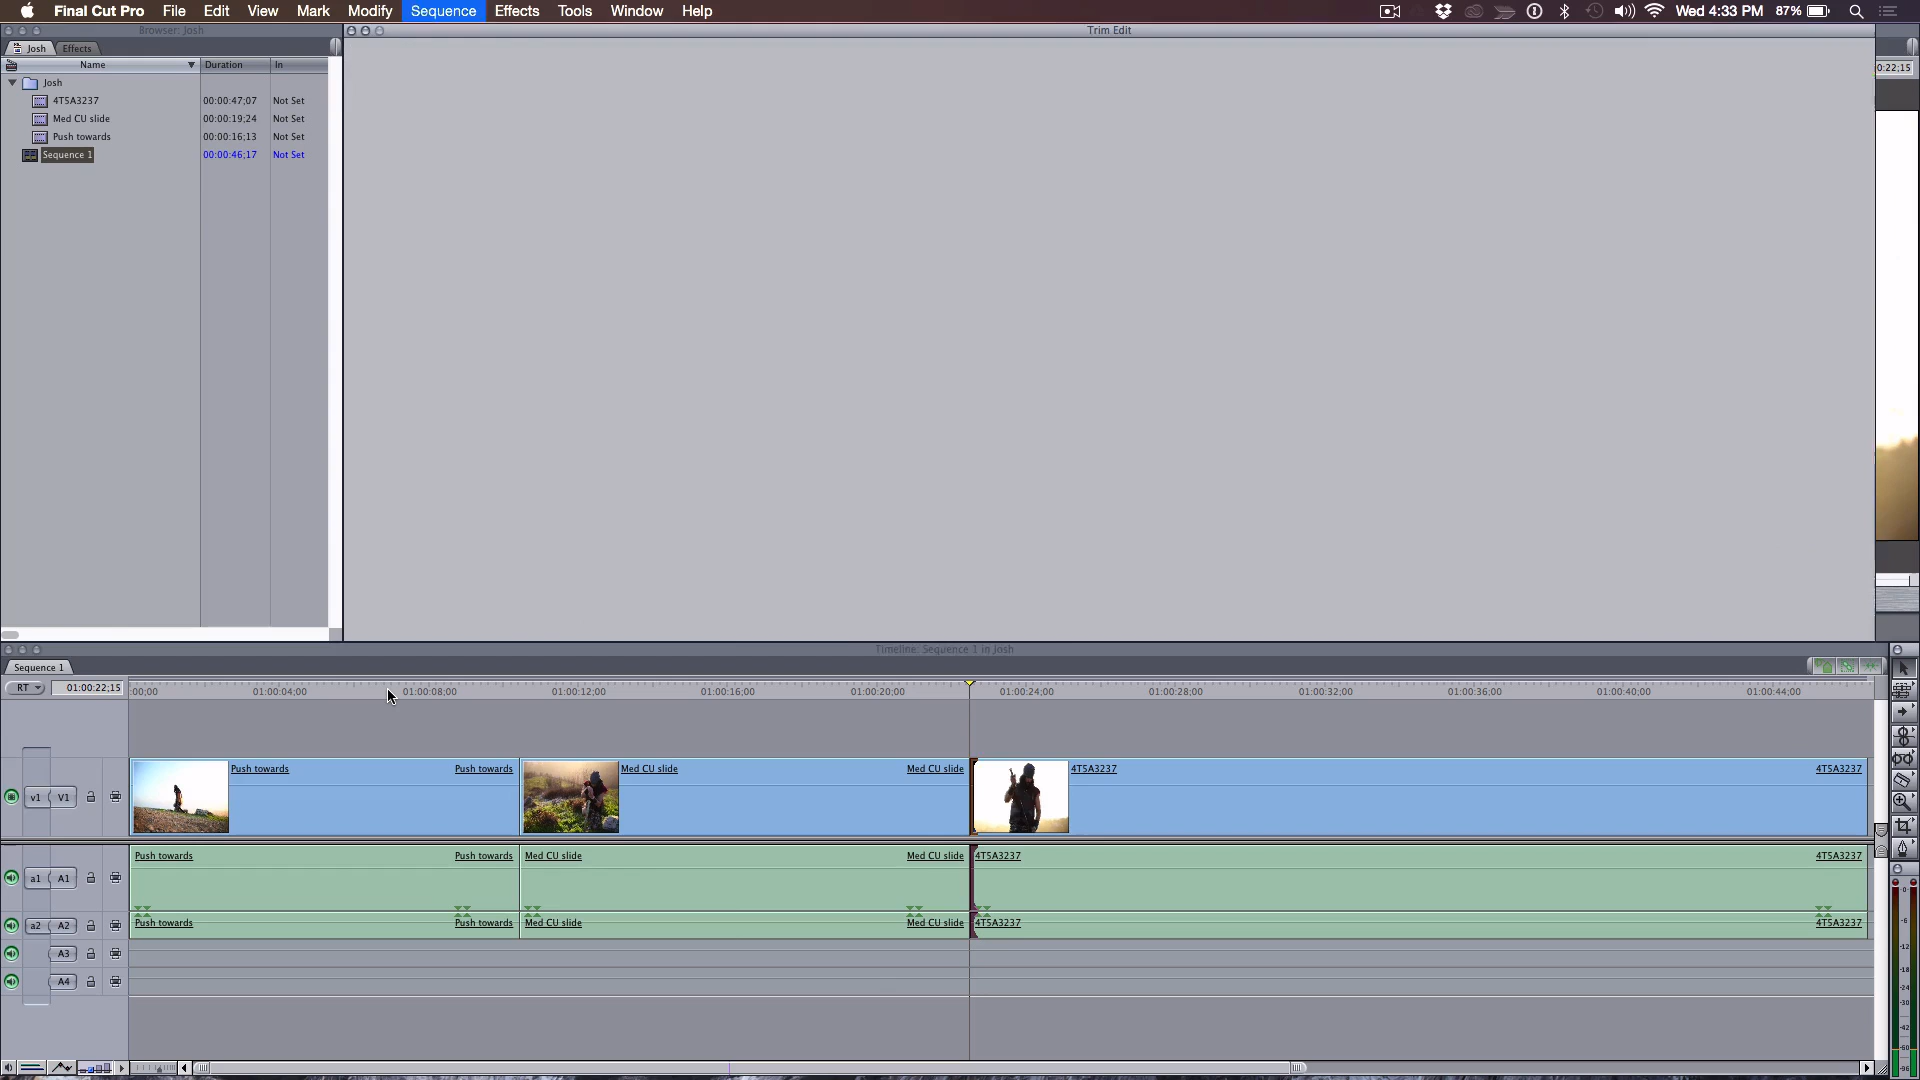 Final Cut Pro File Edit View Mark Modify Sequence Effects Tools Window Help Wed 4:33 PM 87%
Browser: Josh
Trim Edit
Josh Effects
Name Duration In
0:22;15
Josh
4T5A3237 00:00:47;07 Not Set
Med CU slide 00:00:19;24 Not Set
Push towards 00:00:16;13 Not Set
Sequence 1 00:00:46;17 Not Set
Timeline: Sequence 1 in Josh
Sequence 1
RT 01:00:22;15 :00;00 01:00:04;00 01:00:08;00 01:00:12;00 01:00:16;00 01:00:20;00 01:00:24;00 01:00:28;00 01:00:32;00 01:00:36;00 01:00:40;00 01:00:44;00
Push towards Push towards Med CU slide Med CU slide 4T5A3237 4T5A3237
v1 V1
Push towards Push towards Med CU slide Med CU slide 4T5A3237 4T5A3237
a1 A1
Push towards Push towards Med CU slide Med CU slide 4T5A3237 4T5A3237
a2 A2
A3
A4
-6
-12
-18
-24
-30
-42
-60
-96